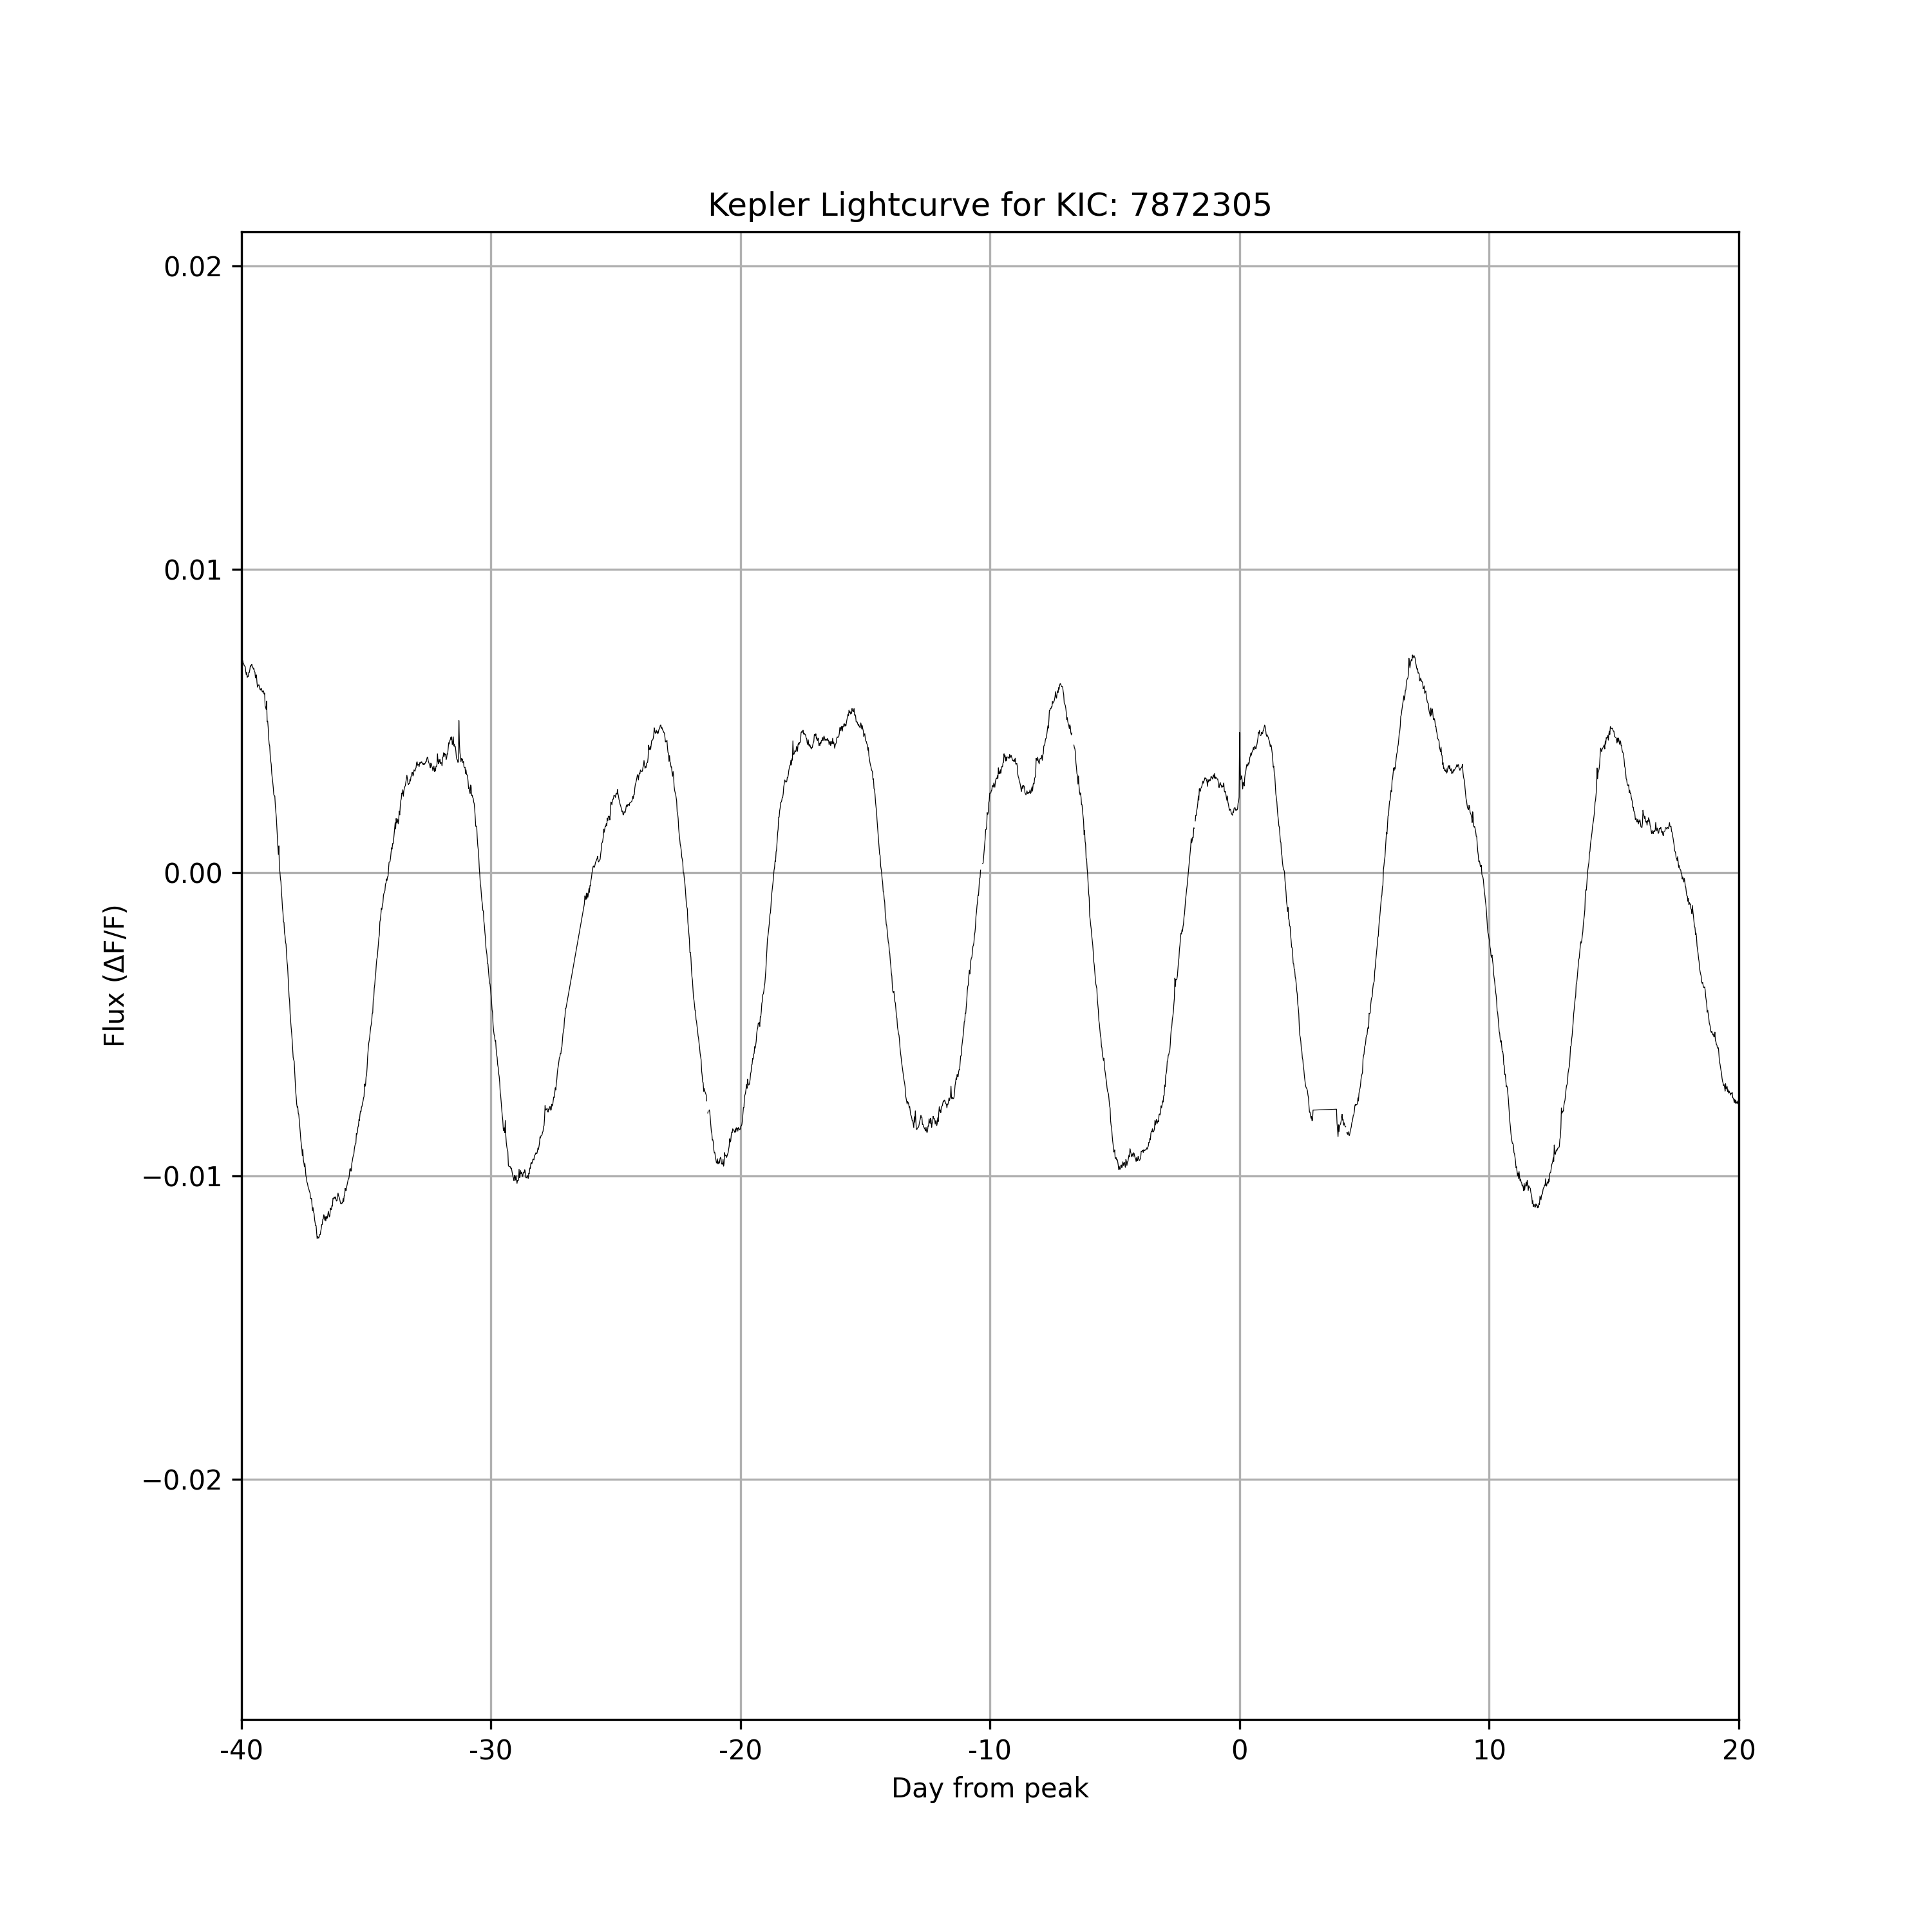 Kepler Lightcurve for KIC: 7872305
0.02
0.01
0.00
−0.01
−0.02
Flux (ΔF/F)
-40 -30 -20 -10 0 10 20
Day from peak